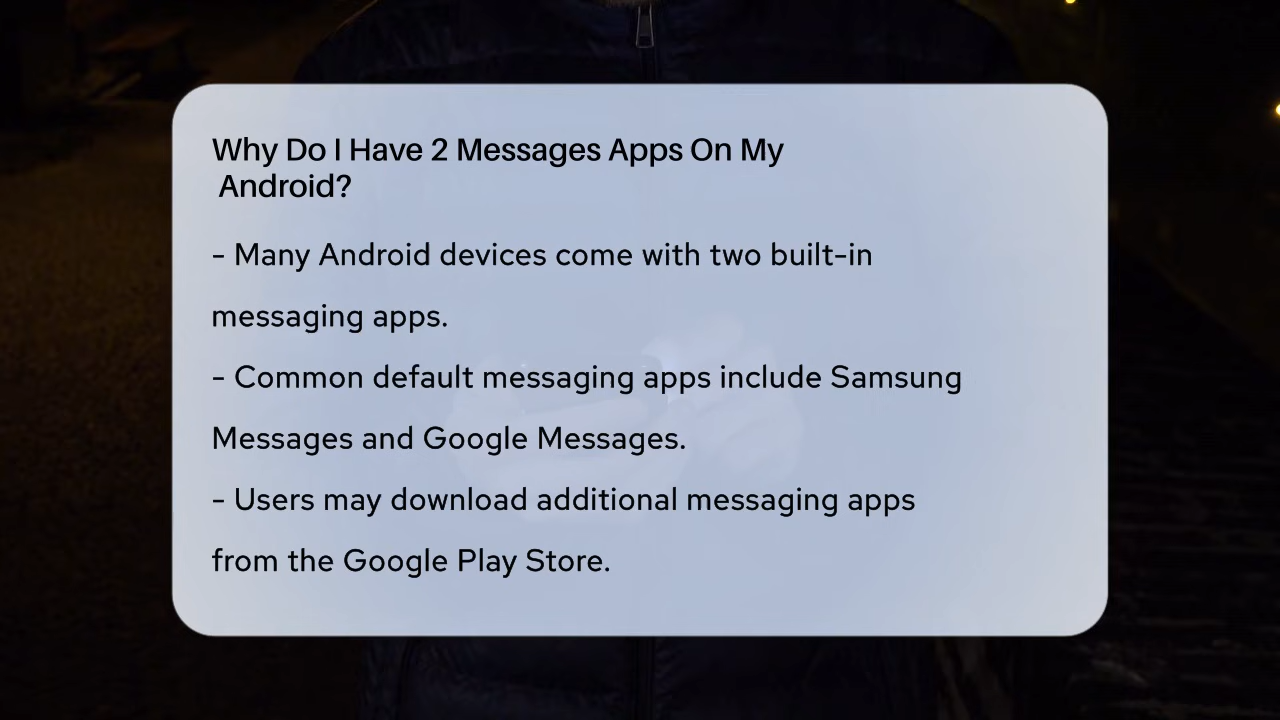 Why Do I Have 2 Messages Apps On My
Android?
- Many Android devices come with two built-in
messaging apps.
- Common default messaging apps include Samsung
Messages and Google Messages.
- Users may download additional messaging apps
from the Google Play Store.